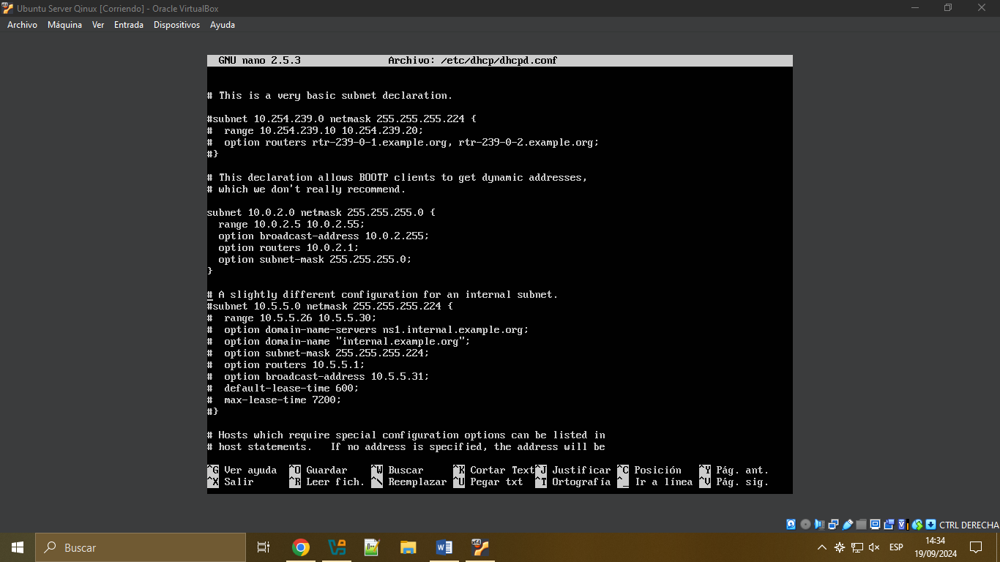 Ubuntu Server Qinux [Corriendo] - Oracle VirtualBox
Archivo Máquina Ver Entrada Dispositivos Ayuda
GNU nano 2.5.3 Archivo: /etc/dhcp/dhcpd.conf
# This is a very basic subnet declaration.
#subnet 10.254.239.0 netmask 255.255.255.224 {
#  range 10.254.239.10 10.254.239.20;
#  option routers rtr-239-0-1.example.org, rtr-239-0-2.example.org;
#}
# This declaration allows BOOTP clients to get dynamic addresses,
# which we don't really recommend.
subnet 10.0.2.0 netmask 255.255.255.0 {
  range 10.0.2.5 10.0.2.55;
  option broadcast-address 10.0.2.255;
  option routers 10.0.2.1;
  option subnet-mask 255.255.255.0;
}
# A slightly different configuration for an internal subnet.
#subnet 10.5.5.0 netmask 255.255.255.224 {
#  range 10.5.5.26 10.5.5.30;
#  option domain-name-servers ns1.internal.example.org;
#  option domain-name "internal.example.org";
#  option subnet-mask 255.255.255.224;
#  option routers 10.5.5.1;
#  option broadcast-address 10.5.5.31;
#  default-lease-time 600;
#  max-lease-time 7200;
#}
# Hosts which require special configuration options can be listed in
# host statements.   If no address is specified, the address will be
^G Ver ayuda ^O Guardar ^W Buscar ^K Cortar Text ^J Justificar ^C Posición ^Y Pág. ant.
^X Salir ^R Leer fich. ^\ Reemplazar ^U Pegar txt ^T Ortografía ^_ Ir a línea ^V Pág. sig.
CTRL DERECHA
Buscar
x64
ESP
14:34
19/09/2024